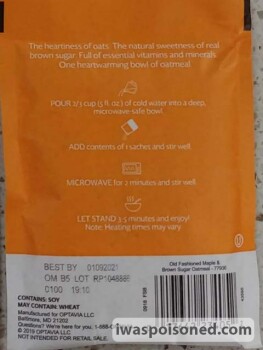 The heartiness of oats. The natural sweetness of real
brown sugar. Full of essential vitamins and minerals.
One heartwarming bowl of oatmeal.
POUR 2/3 cup (5 fl. oz.) of cold water into a deep,
microwave-safe bowl.
ADD contents of 1 sachet and stir well.
MICROWAVE for 2 minutes and stir well.
LET STAND 3-5 minutes and enjoy!
Note: Heating times may vary.
BEST BY 01092021
OM B5 LOT
0100 19:10
CONTAINS: SOY
MAY CONTAIN: WHEAT
Manufactured for OPTAVIA LLC
Baltimore, MD 21202
Questions? We're here for you. 1-888-
© 2018 OPTAVIA LLC
NOT INTENDED FOR RETAIL SALE.
Old Fashioned Maple &
Brown Sugar Oatmeal
iwaspoisoned.com